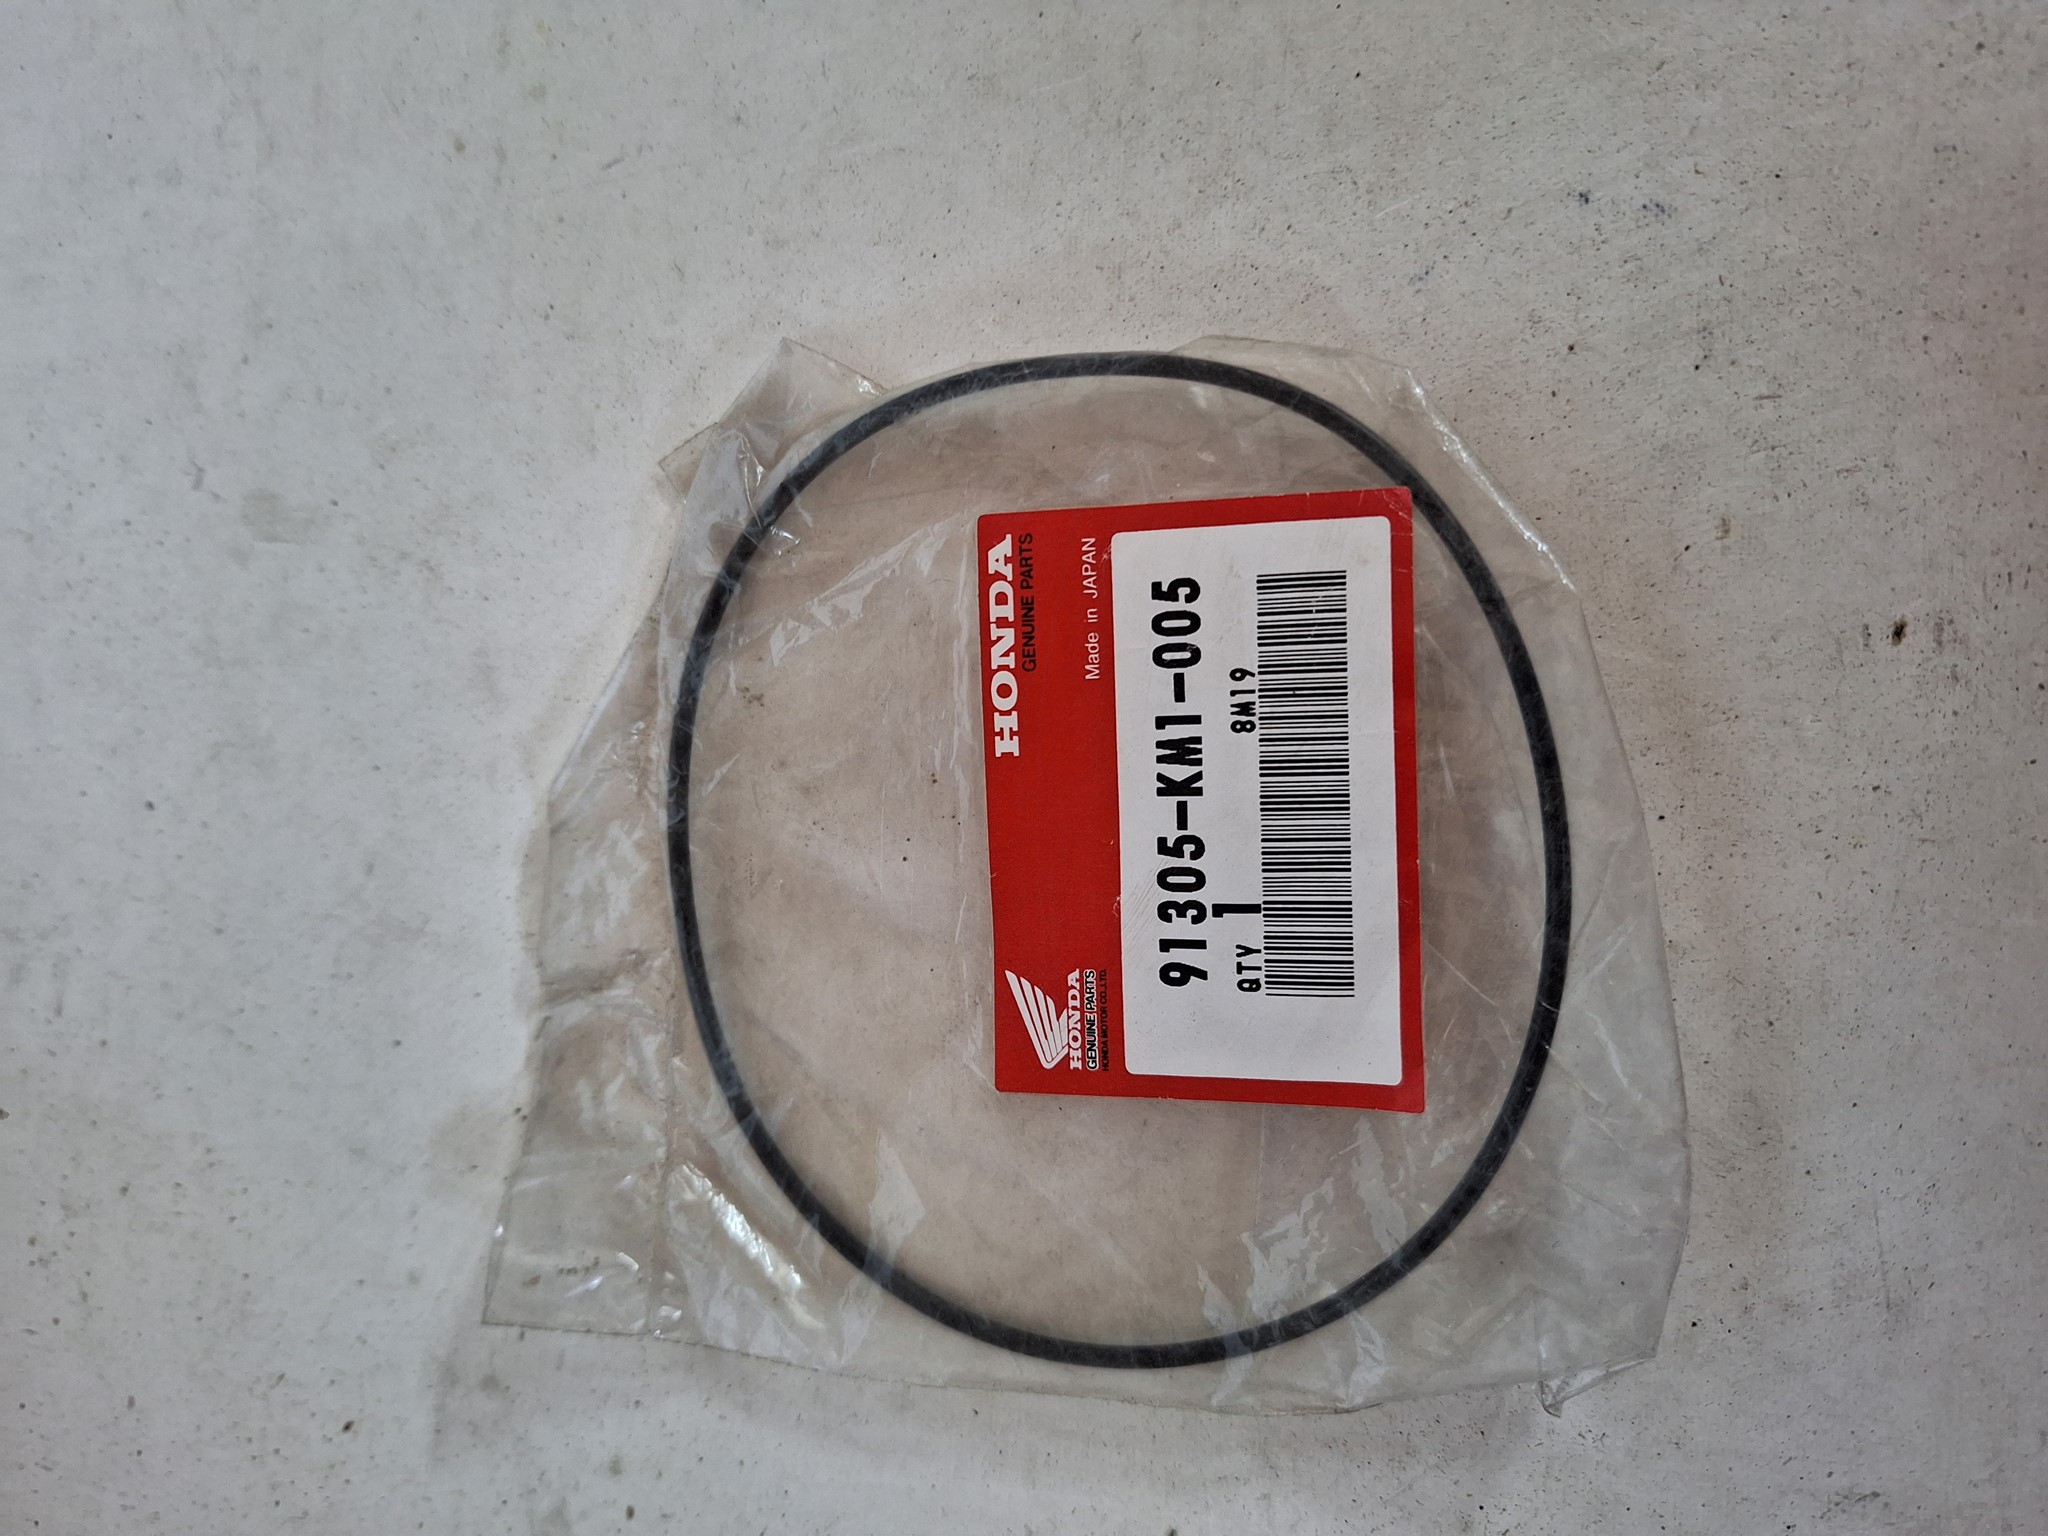 HONDA
GENUINE PARTS
HONDA
GENUINE PARTS
HONDA MOTOR CO.,LTD.
Made in JAPAN
91305-KM1-005
QTY 1 8M19